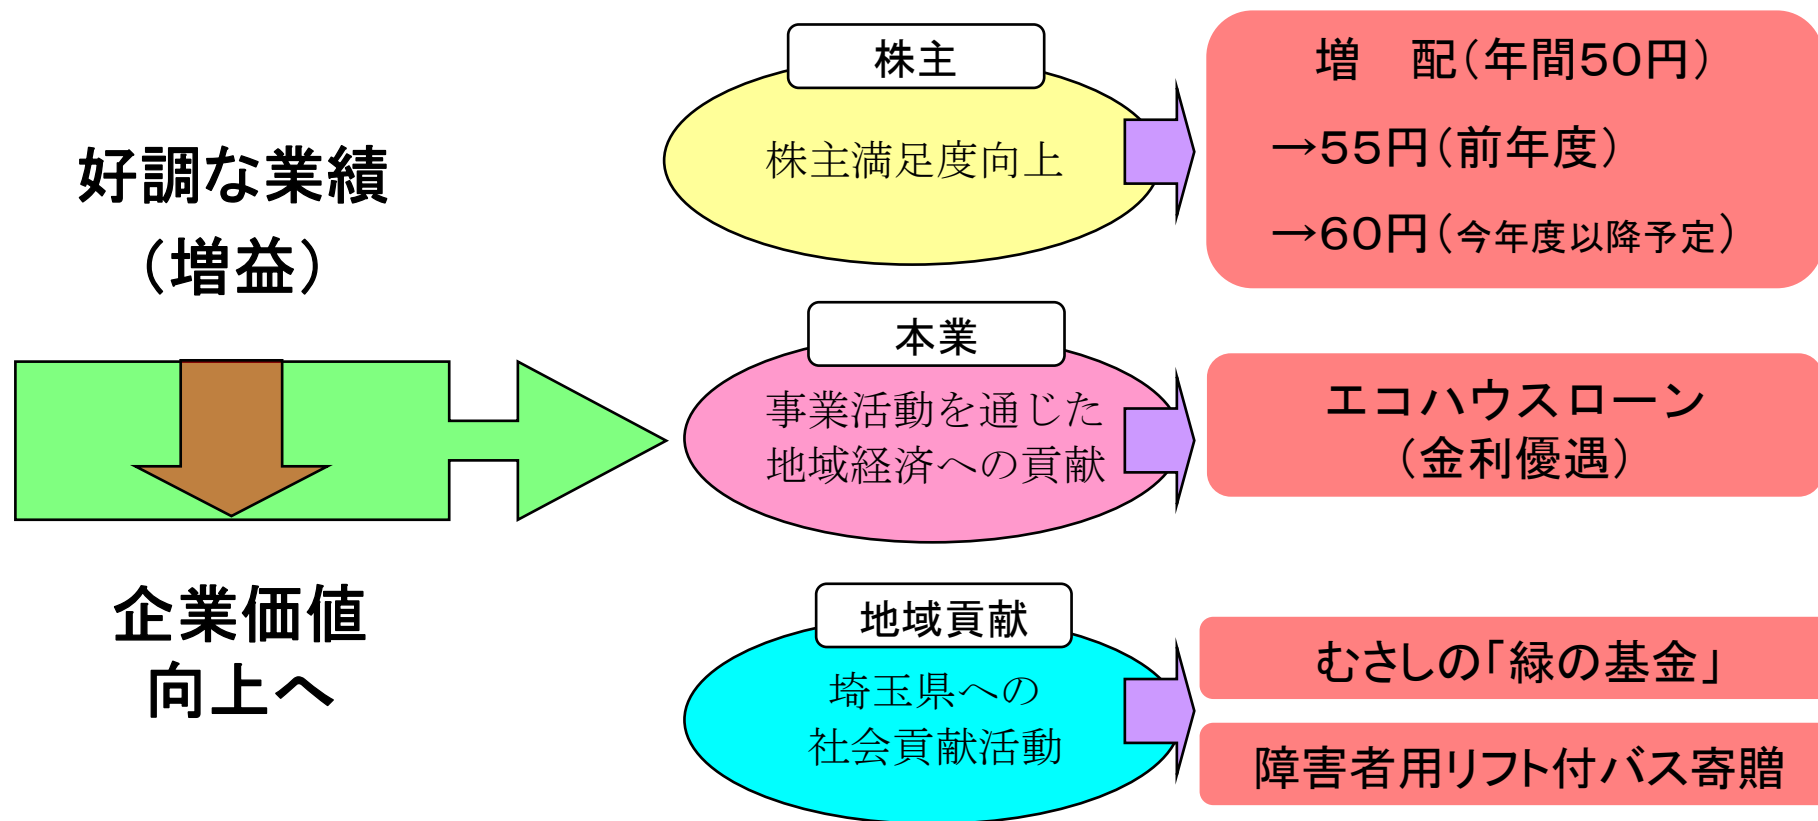 好調な業績
（増益）
企業価値
向上へ
株主
株主満足度向上
増　配（年間５０円）
→５５円（前年度）
→６０円（今年度以降予定）
本業
事業活動を通じた
地域経済への貢献
エコハウスローン
（金利優遇）
地域貢献
埼玉県への
社会貢献活動
むさしの「緑の基金」
障害者用リフト付バス寄贈